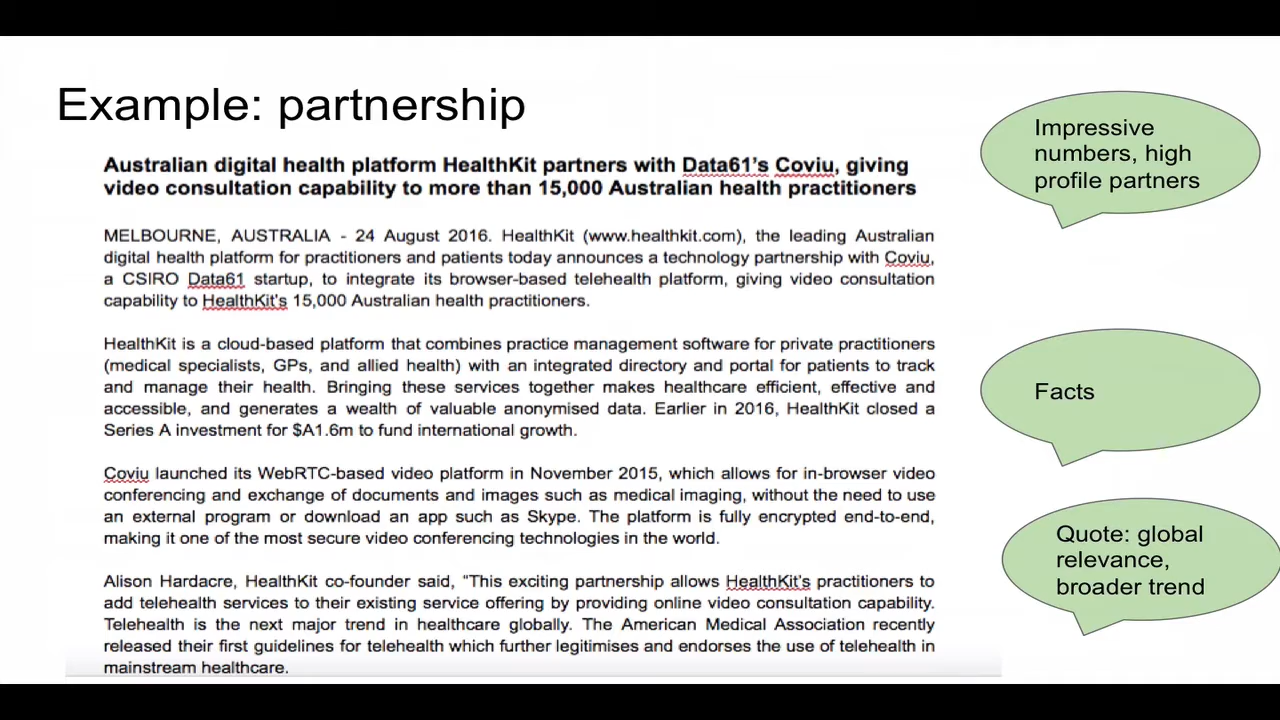 Example: partnership
Australian digital health platform HealthKit partners with Data61's Coviu, giving
video consultation capability to more than 15,000 Australian health practitioners
MELBOURNE, AUSTRALIA - 24 August 2016. HealthKit (www.healthkit.com), the leading Australian
digital health platform for practitioners and patients today announces a technology partnership with Coviu,
a CSIRO Data61 startup, to integrate its browser-based telehealth platform, giving video consultation
capability to HealthKit's 15,000 Australian health practitioners.
HealthKit is a cloud-based platform that combines practice management software for private practitioners
(medical specialists, GPs, and allied health) with an integrated directory and portal for patients to track
and manage their health. Bringing these services together makes healthcare efficient, effective and
accessible, and generates a wealth of valuable anonymised data. Earlier in 2016, HealthKit closed a
Series A investment for $A1.6m to fund international growth.
Coviu launched its WebRTC-based video platform in November 2015, which allows for in-browser video
conferencing and exchange of documents and images such as medical imaging, without the need to use
an external program or download an app such as Skype. The platform is fully encrypted end-to-end,
making it one of the most secure video conferencing technologies in the world.
Alison Hardacre, HealthKit co-founder said, "This exciting partnership allows HealthKit's practitioners to
add telehealth services to their existing service offering by providing online video consultation capability.
Telehealth is the next major trend in healthcare globally. The American Medical Association recently
released their first guidelines for telehealth which further legitimises and endorses the use of telehealth in
mainstream healthcare.
Impressive
numbers, high
profile partners
Facts
Quote: global
relevance,
broader trend